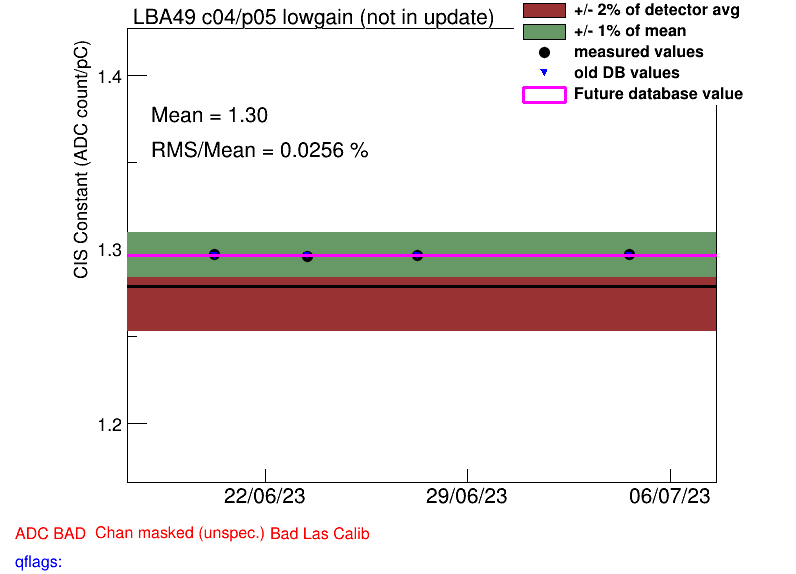 LBA49 c04/p05 lowgain (not in update)
+/- 2% of detector avg
+/- 1% of mean
measured values
old DB values
Future database value
CIS Constant (ADC count/pC)
1.4
Mean = 1.30
RMS/Mean = 0.0256 %
1.3
1.2
22/06/23 29/06/23 06/07/23
ADC BAD Chan masked (unspec.) Bad Las Calib
qflags: